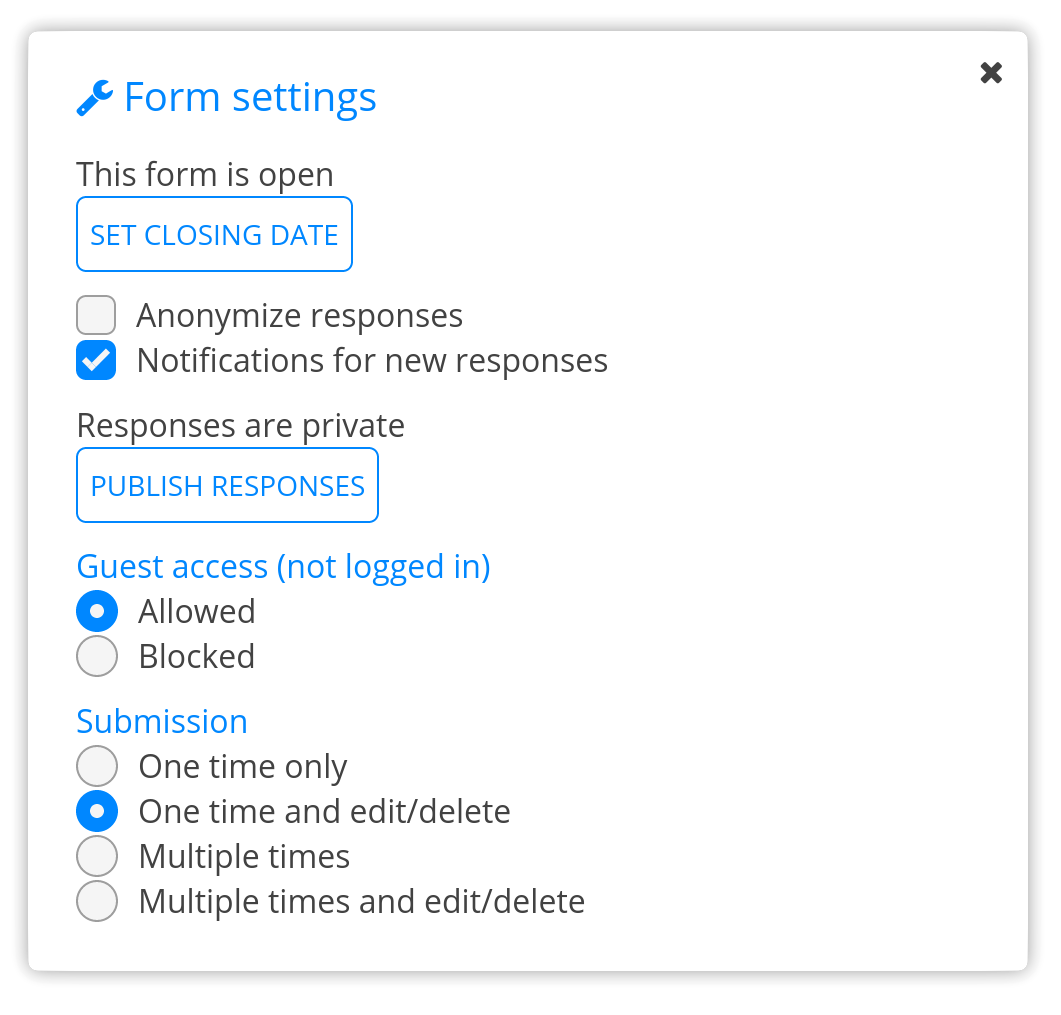 Form settings
This form is open
SET CLOSING DATE
Anonymize responses
Notifications for new responses
Responses are private
PUBLISH RESPONSES
Guest access (not logged in)
Allowed
Blocked
Submission
One time only
One time and edit/delete
Multiple times
Multiple times and edit/delete